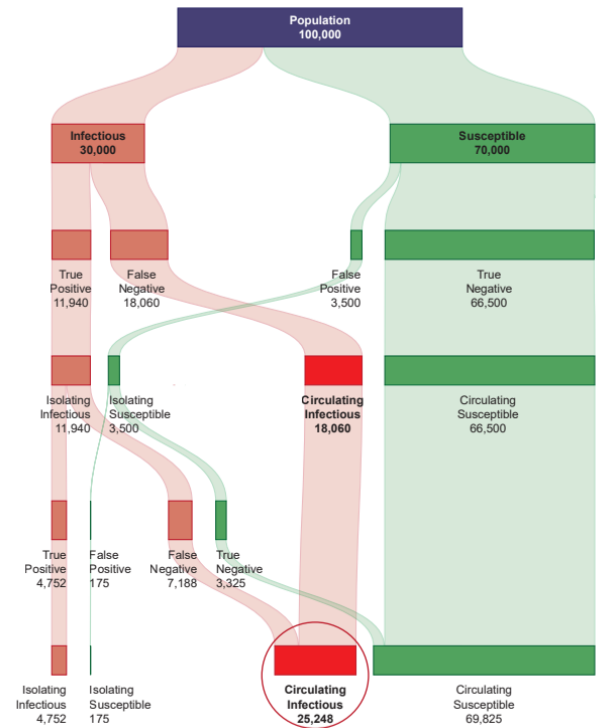 Population
100,000
Infectious
30,000
Susceptible
70,000
True
Positive
11,940
False
Negative
18,060
False
Positive
3,500
True
Negative
66,500
Isolating
Infectious
11,940
Isolating
Susceptible
3,500
Circulating
Infectious
18,060
Circulating
Susceptible
66,500
True
Positive
4,752
False
Positive
175
False
Negative
7,188
True
Negative
3,325
Isolating
Infectious
4,752
Isolating
Susceptible
175
Circulating
Infectious
25,248
Circulating
Susceptible
69,825